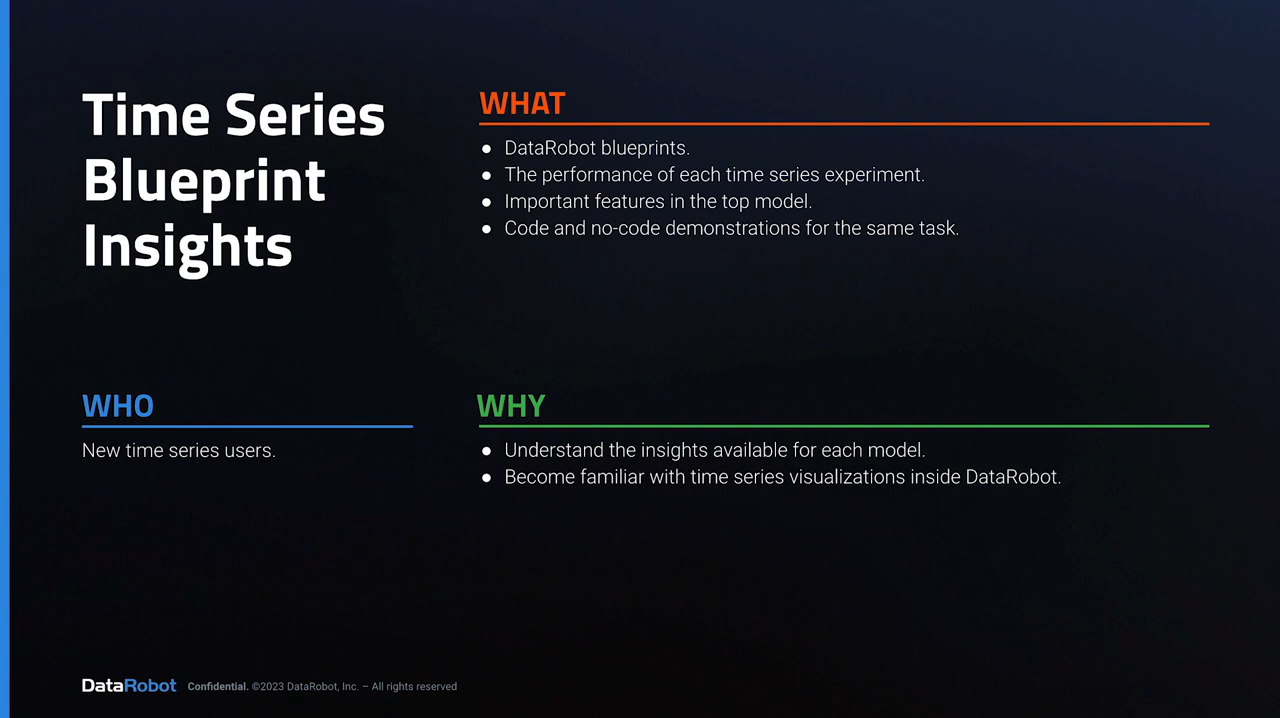 Time Series
Blueprint
Insights
WHAT
● DataRobot blueprints.
● The performance of each time series experiment.
● Important features in the top model.
● Code and no-code demonstrations for the same task.
WHO
New time series users.
WHY
● Understand the insights available for each model.
● Become familiar with time series visualizations inside DataRobot.
DataRobot Confidential. ©2023 DataRobot, Inc. – All rights reserved